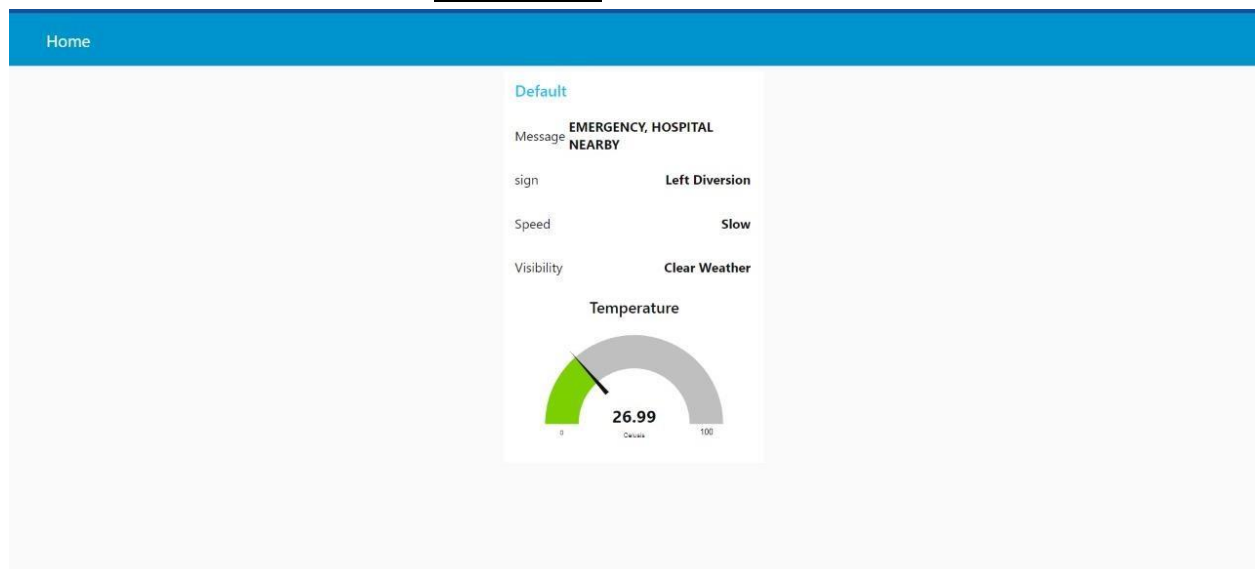 Home
Default
Message EMERGENCY, HOSPITAL
NEARBY
sign Left Diversion
Speed Slow
Visibility Clear Weather
Temperature
26.99
0 Celsius 100